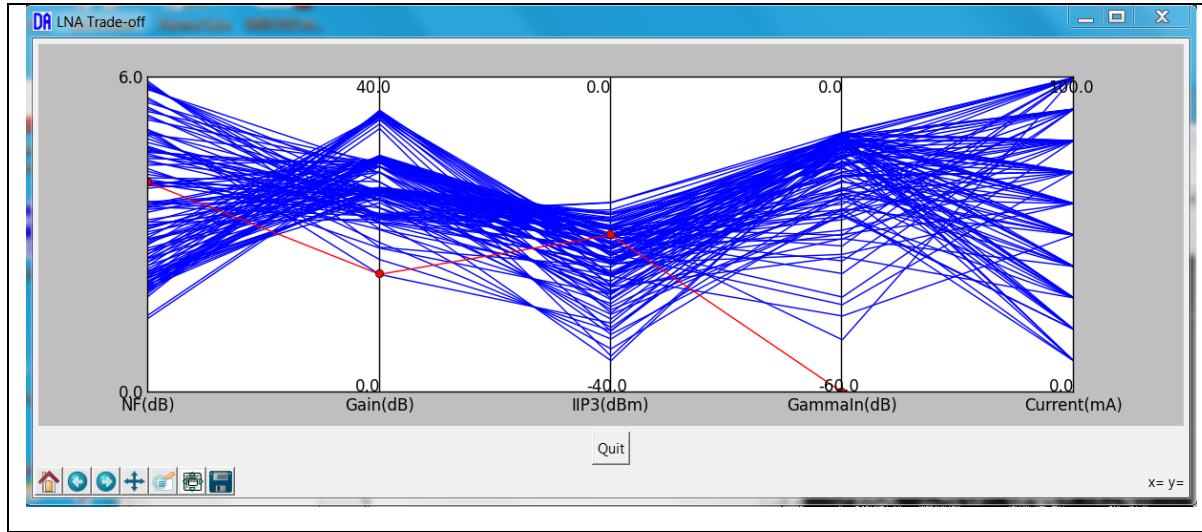 DA LNA Trade-off
6.0 40.0 0.0 0.0 100.0
0.0 0.0 -40.0 -60.0 0.0
NF(dB) Gain(dB) IIP3(dBm) GammaIn(dB) Current(mA)
Quit
x= y=